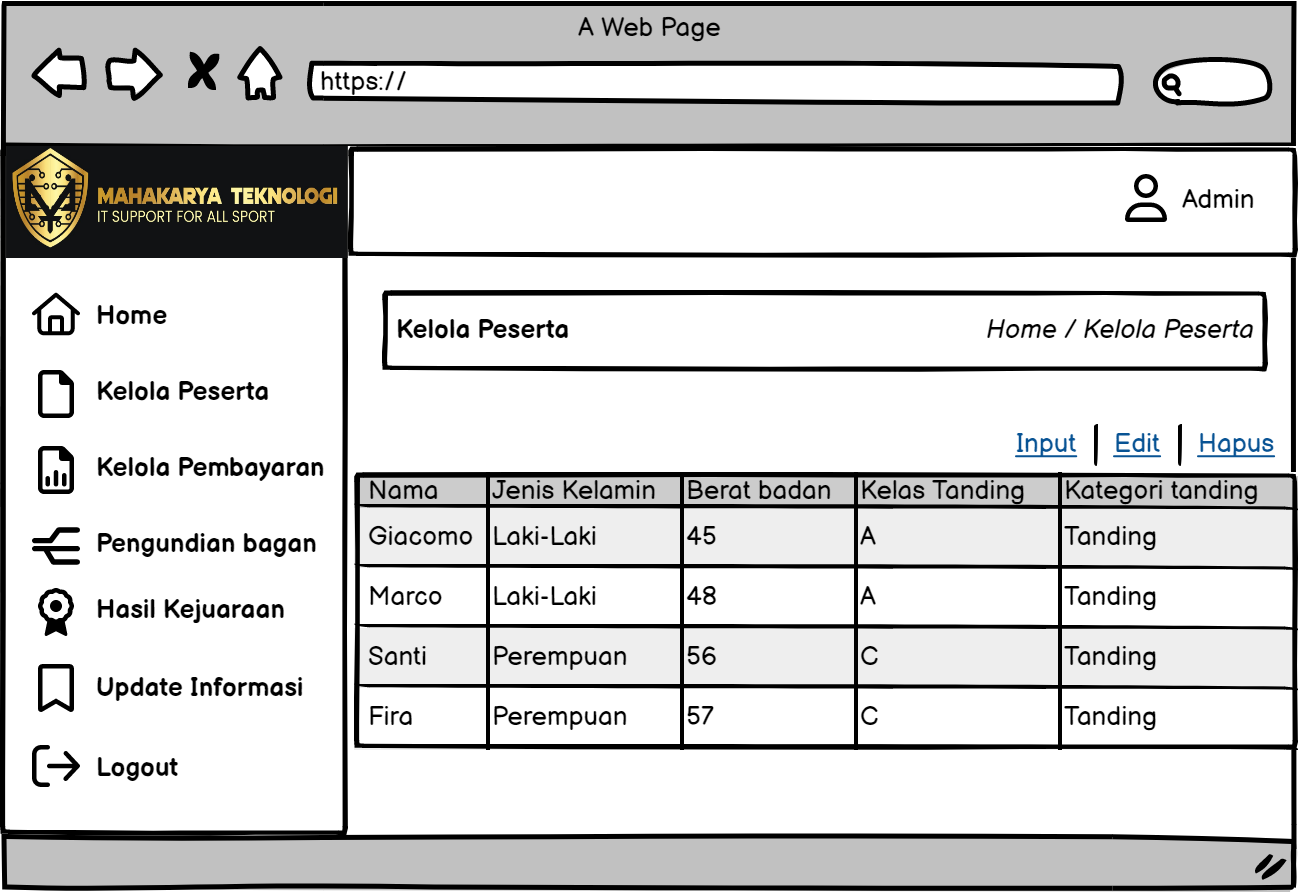 A Web Page
https://
MAHAKARYA TEKNOLOGI
IT SUPPORT FOR ALL SPORT
Admin
Home
Kelola Peserta
Kelola Pembayaran
Pengundian bagan
Hasil Kejuaraan
Update Informasi
Logout
Kelola Peserta Home / Kelola Peserta
Input Edit Hapus
Nama Jenis Kelamin Berat badan Kelas Tanding Kategori tanding
Giacomo Laki-Laki 45 A Tanding
Marco Laki-Laki 48 A Tanding
Santi Perempuan 56 C Tanding
Fira Perempuan 57 C Tanding